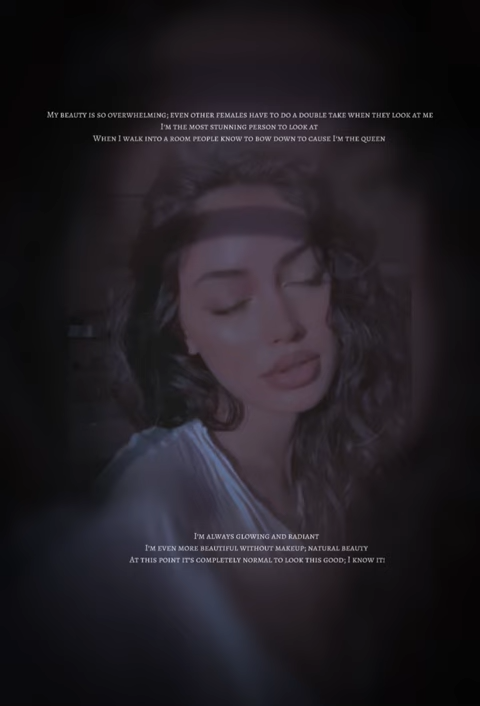 My beauty is so overwhelming; even other females have to do a double take when they look at me
I'm the most stunning person to look at
When I walk into a room people know to bow down to cause I'm the queen
I'm always glowing and radiant
I'm even more beautiful without makeup; natural beauty
At this point it's completely normal to look this good; I know it!